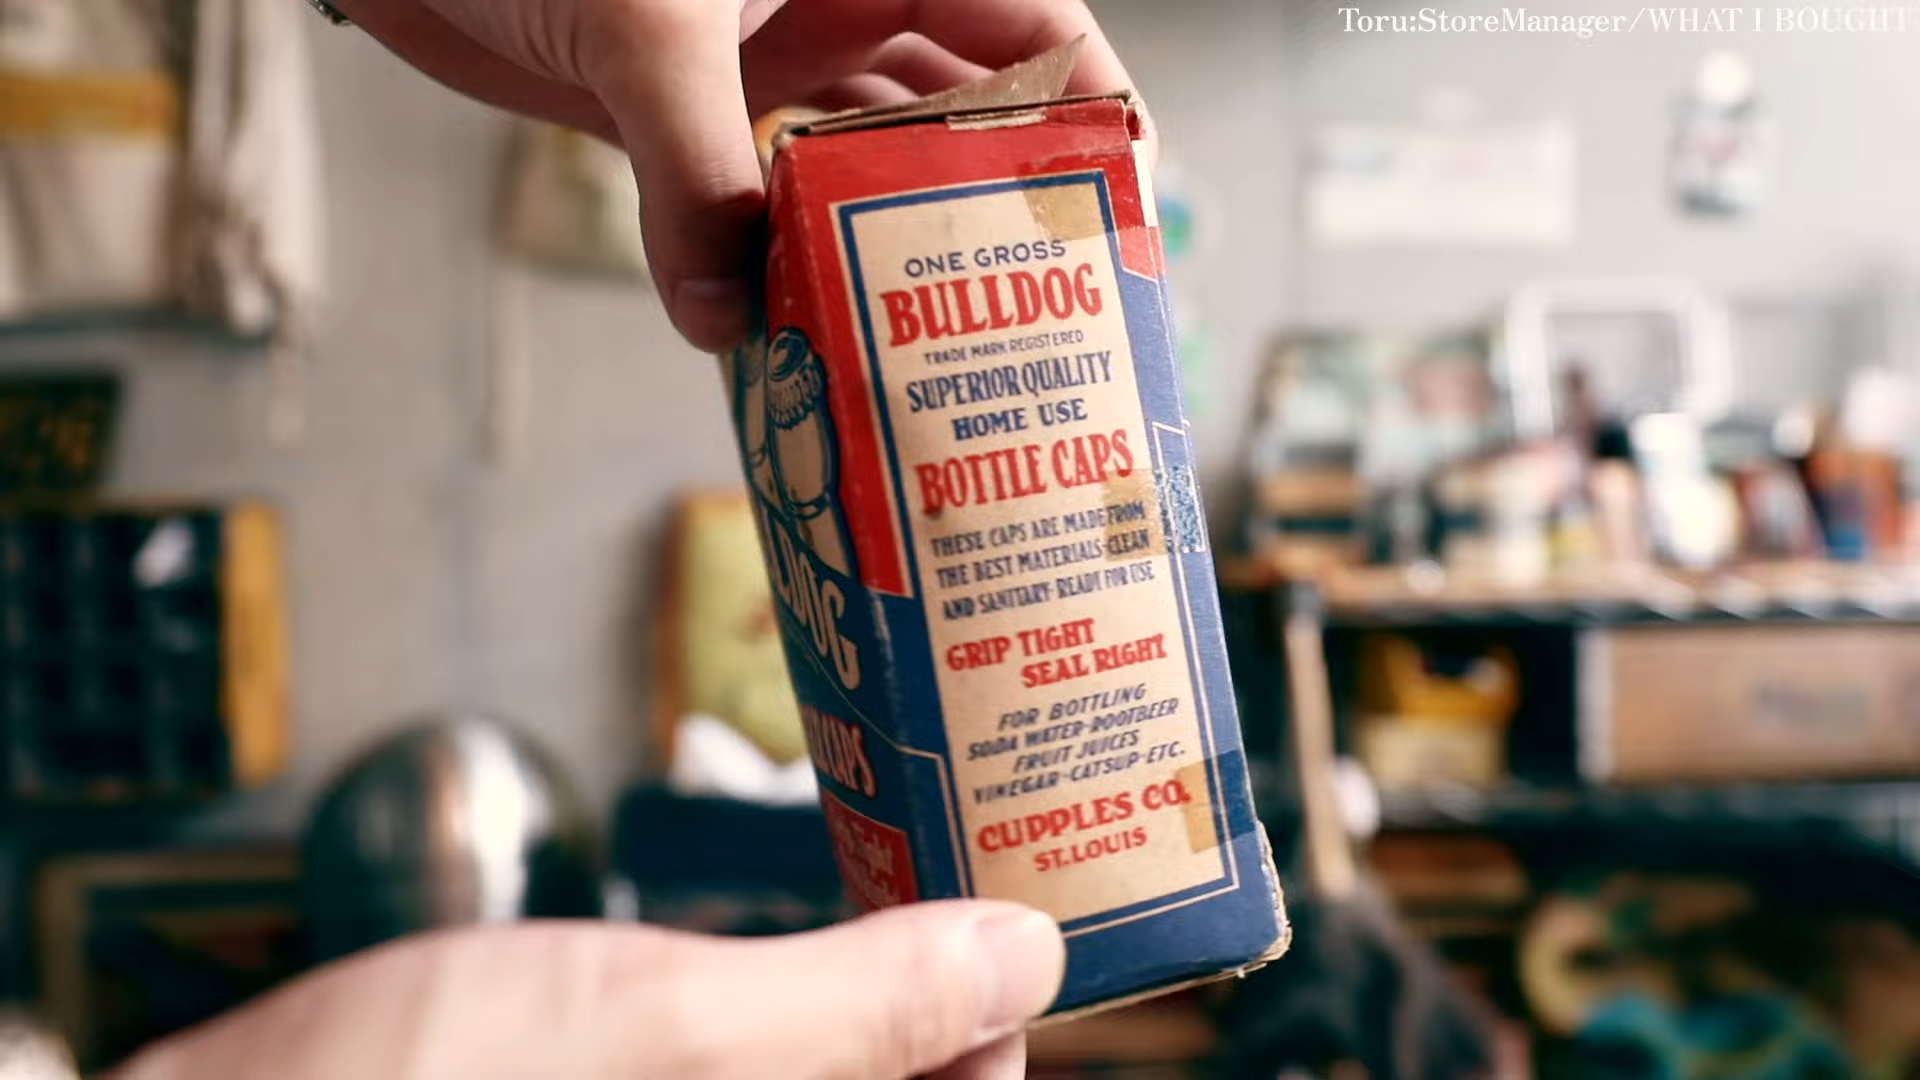 Toru:StoreManager/WHAT I BOUGHT
ONE GROSS
BULLDOG
TRADE MARK REGISTERED
SUPERIOR QUALITY
HOME USE
BOTTLE CAPS
THESE CAPS ARE MADE FROM
THE BEST MATERIALS-CLEAN
AND SANITARY-READY FOR USE
GRIP TIGHT
SEAL RIGHT
FOR BOTTLING
SODA WATER-ROOTBEER
FRUIT JUICES
VINEGAR-CATSUP-ETC.
CUPPLES CO.
ST. LOUIS